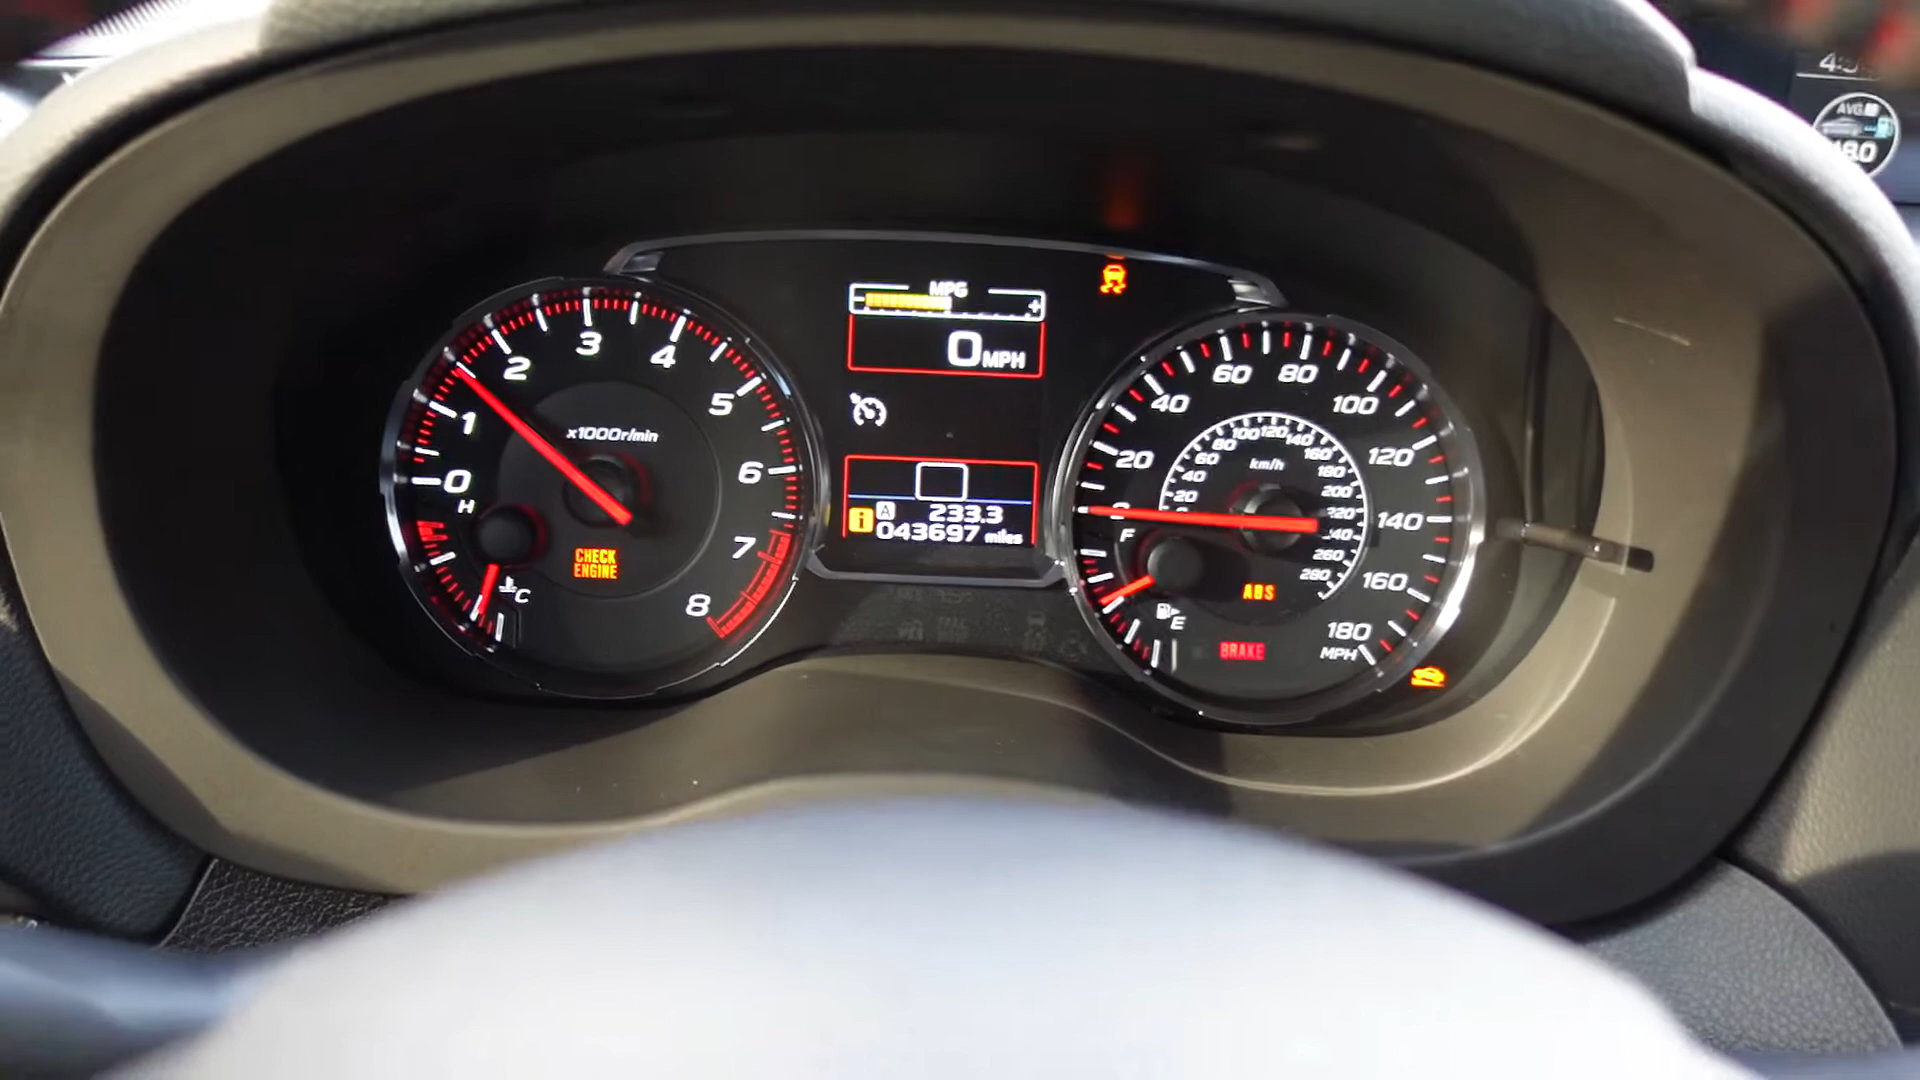 AVG.
MPG
- +
0 MPH
0
1
2
3
4
5
6
7
8
x1000r/min
H
C
CHECK
ENGINE
A 233.3
i 043697 miles
20
40
60
80
100
120
140
160
180
MPH
20
40
60
80
100
120
140
160
180
200
220
240
260
280
km/h
F
E
ABS
BRAKE